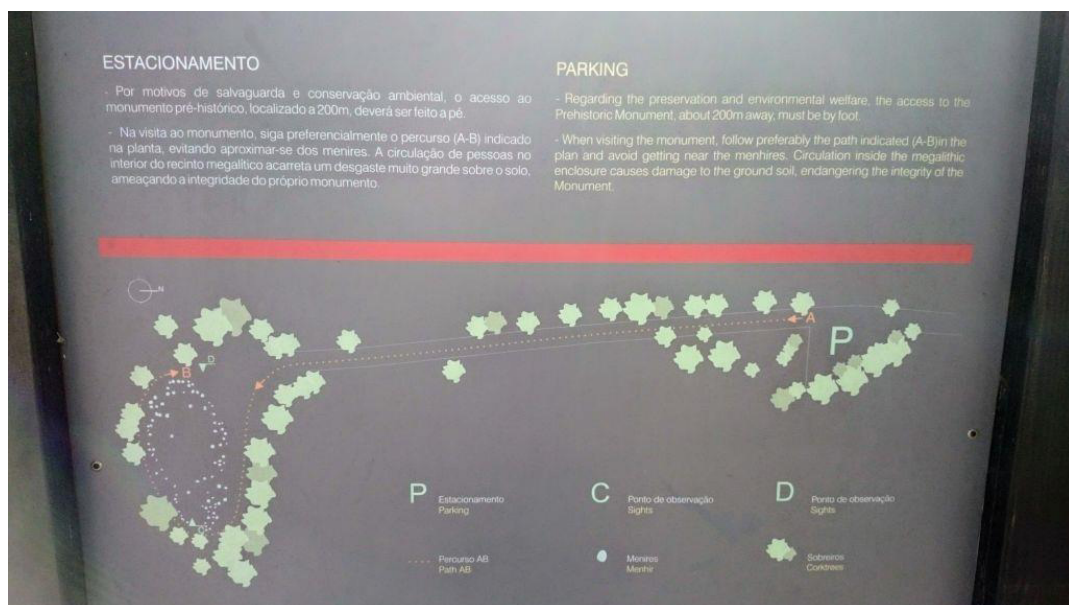 ESTACIONAMENTO
- Por motivos de salvaguarda e conservação ambiental, o acesso ao
monumento pré-histórico, localizado a 200m, deverá ser feito a pé.
- Na visita ao monumento, siga preferencialmente o percurso (A-B) indicado
na planta, evitando aproximar-se dos menires. A circulação de pessoas no
interior do recinto megalítico acarreta um desgaste muito grande sobre o solo,
ameaçando a integridade do próprio monumento.
PARKING
- Regarding the preservation and environmental welfare, the access to the
Prehistoric Monument, about 200m away, must be by foot.
- When visiting the monument, follow preferably the path indicated (A-B)in the
plan and avoid getting near the menhires. Circulation inside the megalithic
enclosure causes damage to the ground soil, endangering the integrity of the
Monument.
N
A
P
D
B
C
P Estacionamento
Parking
C Ponto de observação
Sights
D Ponto de observação
Sights
Percurso AB
Path AB
Menires
Menhir
Sobreiros
Corktrees